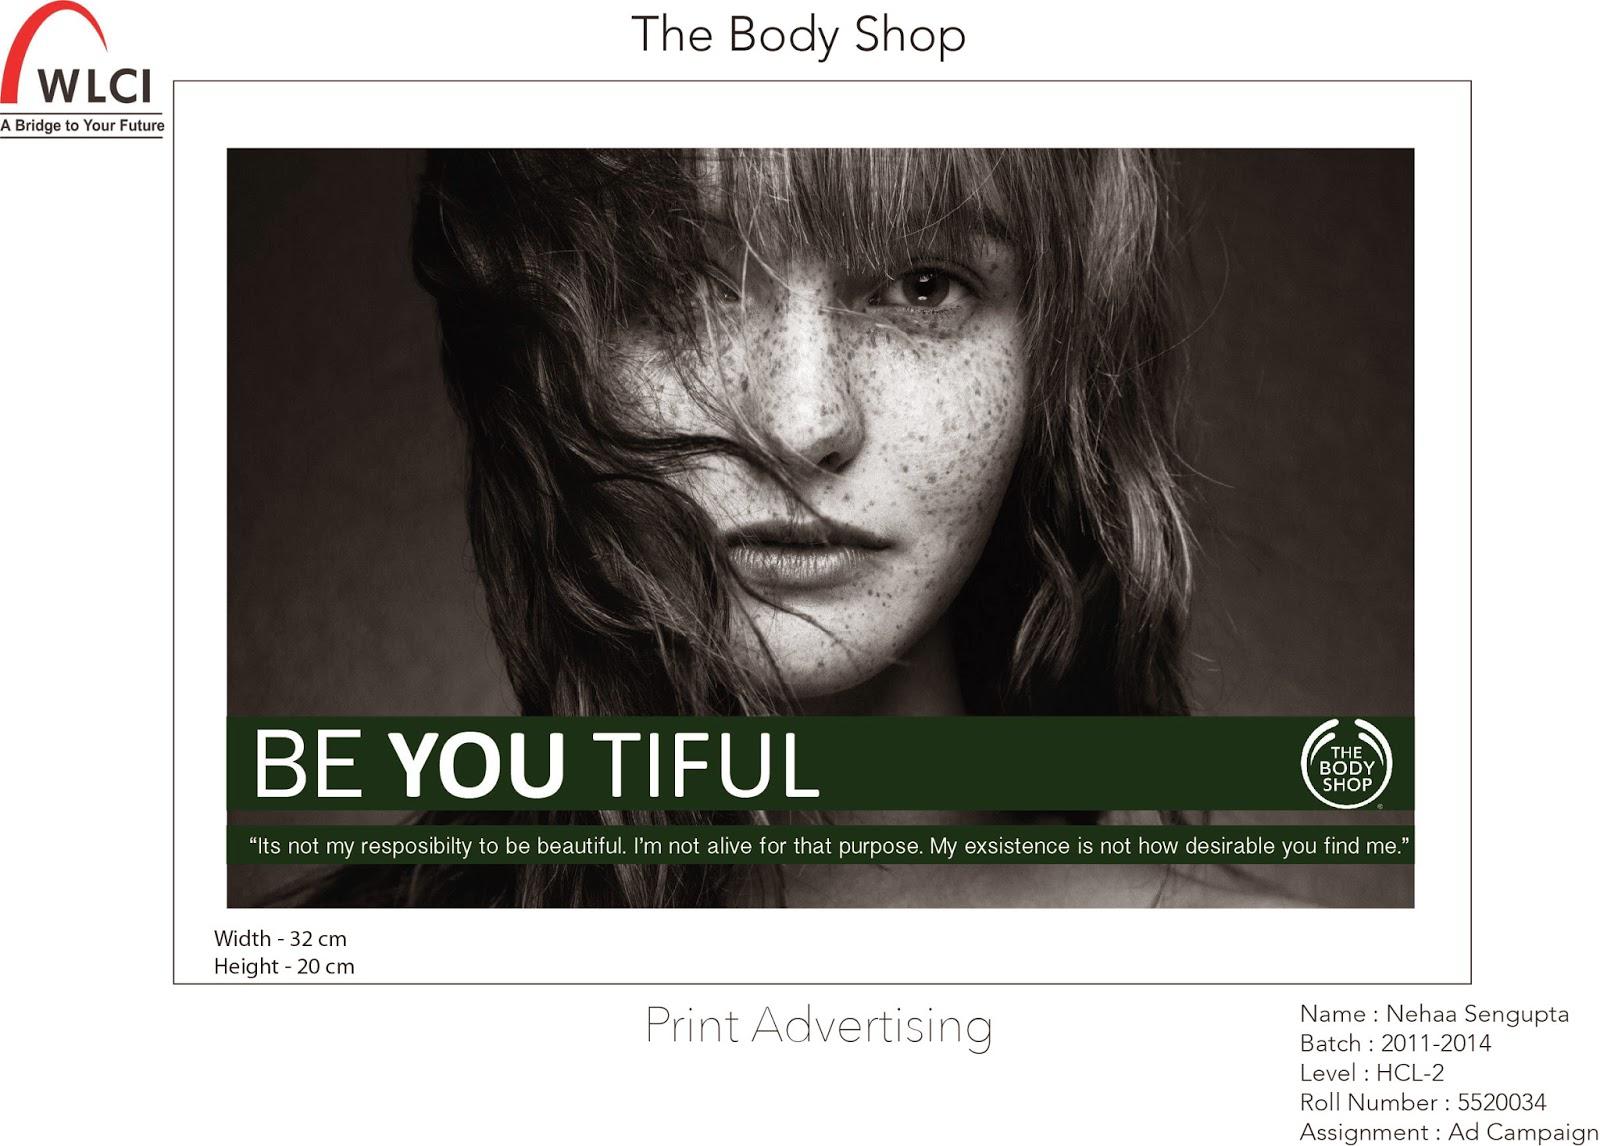 The Body Shop
WLCI
A Bridge to Your Future
BE YOU TIFUL
THE
BODY
SHOP
“Its not my resposibilty to be beautiful. I’m not alive for that purpose. My exsistence is not how desirable you find me.”
Width - 32 cm
Height - 20 cm
Print Advertising
Name : Nehaa Sengupta
Batch : 2011-2014
Level : HCL-2
Roll Number : 5520034
Assignment : Ad Campaign